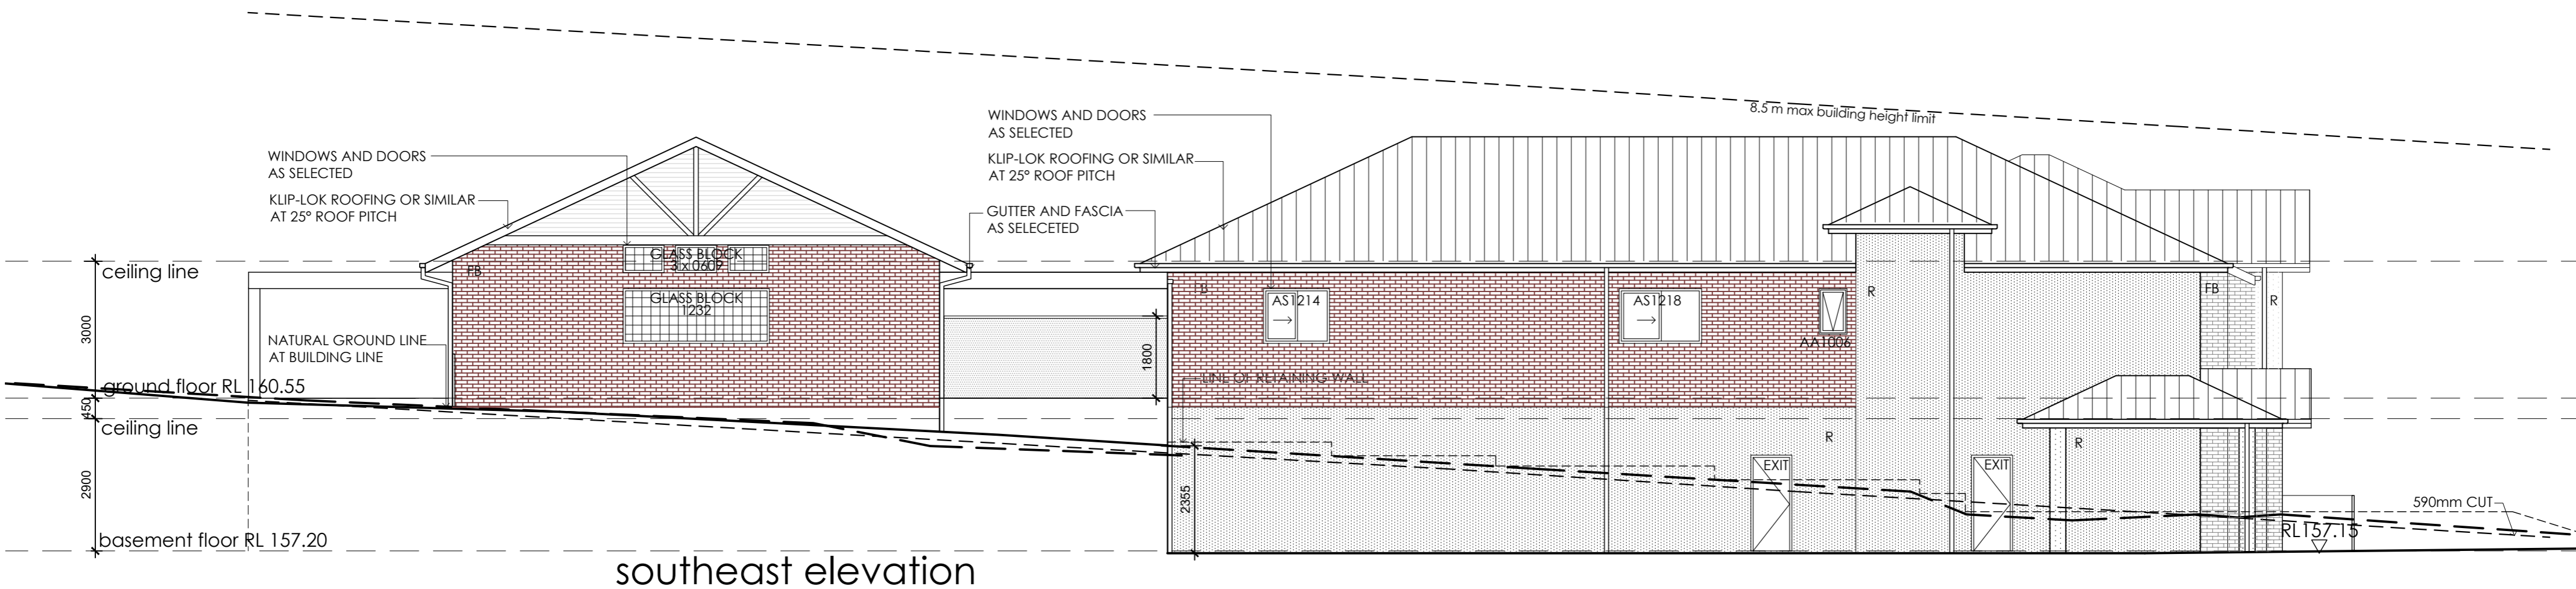 8.5 m max building height limit
WINDOWS AND DOORS
AS SELECTED
KLIP-LOK ROOFING OR SIMILAR
AT 25° ROOF PITCH
WINDOWS AND DOORS
AS SELECTED
KLIP-LOK ROOFING OR SIMILAR
AT 25° ROOF PITCH
GUTTER AND FASCIA
AS SELECETED
ceiling line
3000
NATURAL GROUND LINE
AT BUILDING LINE
ground floor RL 160.55
450
ceiling line
2900
basement floor RL 157.20
FB
GLASS BLOCK
3 x 0609
GLASS BLOCK
1232
1800
FB
AS1214
AS1218
AA1006
R
FB
R
LINE OF RETAINING WALL
2355
R
EXIT
EXIT
R
590mm CUT
RL157.15
southeast elevation